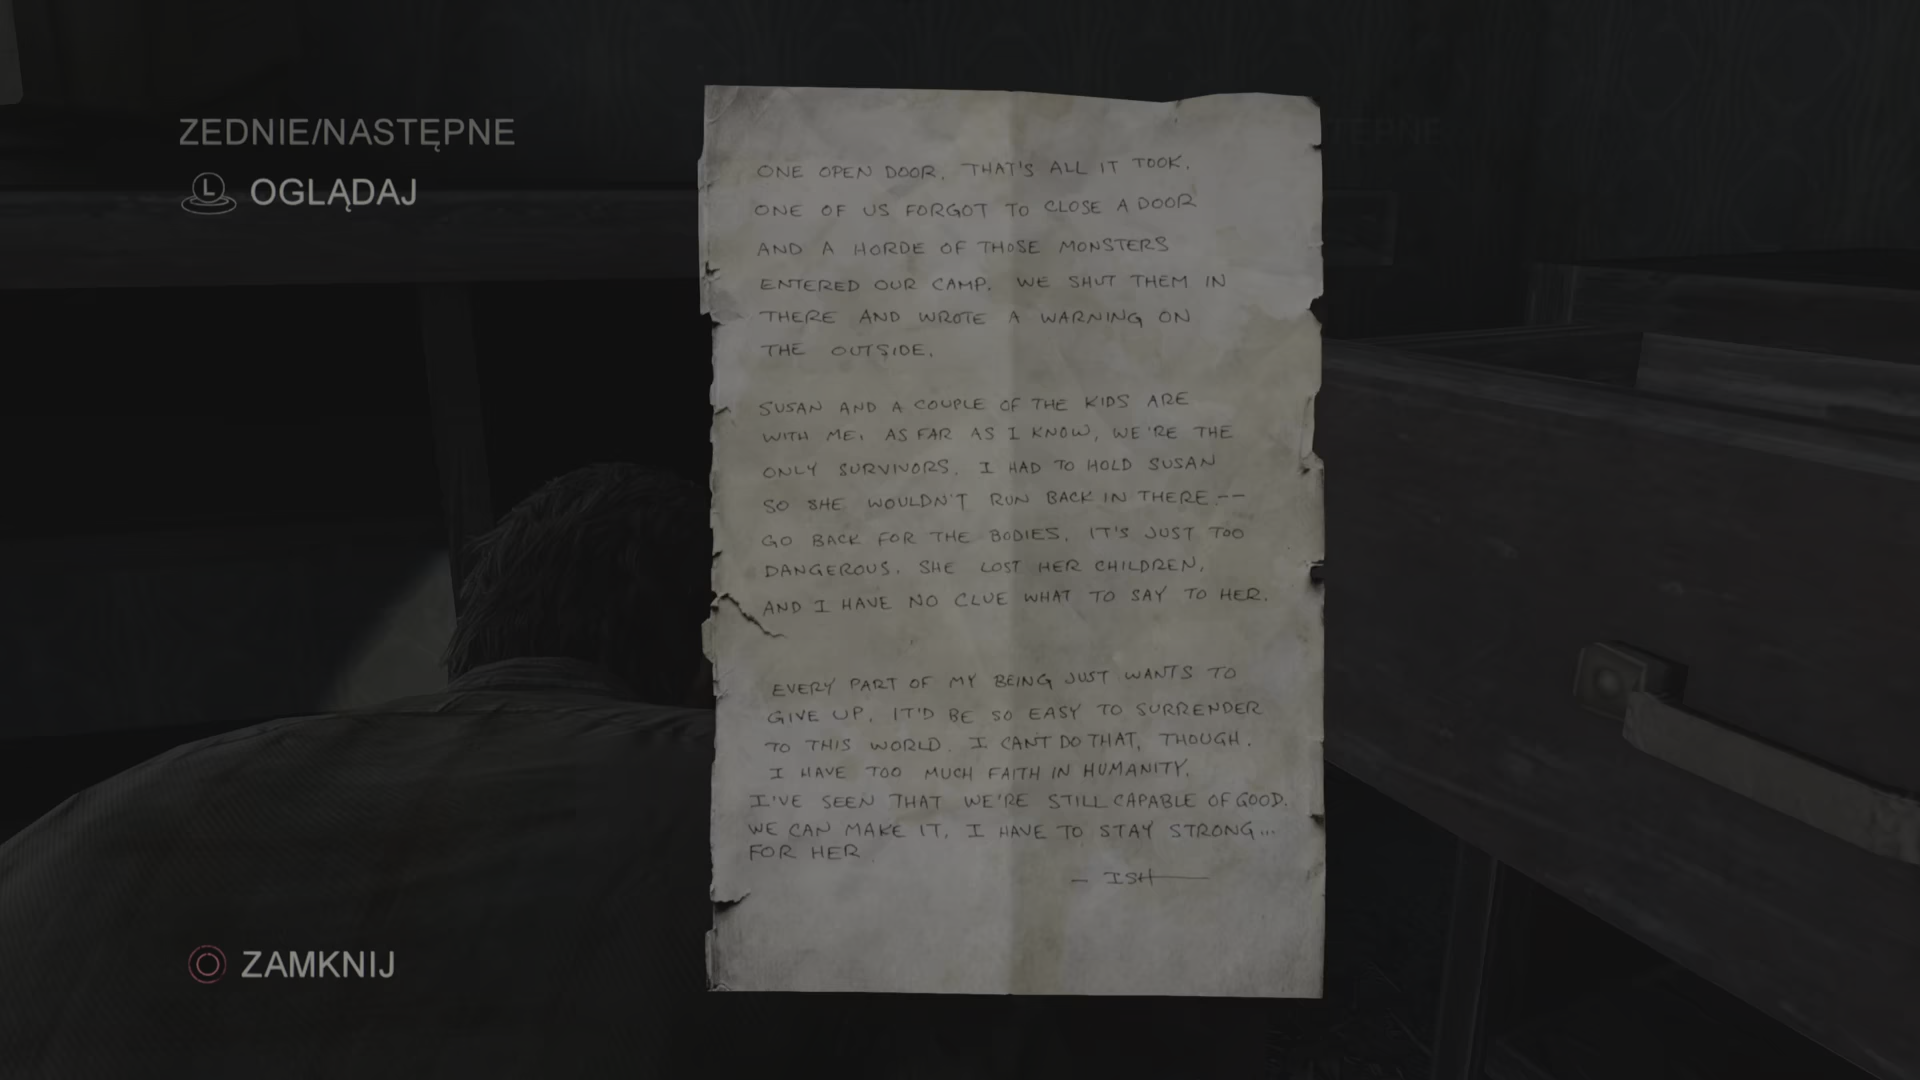 ZEDNIE/NASTĘPNE
L OGLĄDAJ
ONE OPEN DOOR. THAT'S ALL IT TOOK.
ONE OF US FORGOT TO CLOSE A DOOR
AND A HORDE OF THOSE MONSTERS
ENTERED OUR CAMP. WE SHUT THEM IN
THERE AND WROTE A WARNING ON
THE OUTSIDE.
SUSAN AND A COUPLE OF THE KIDS ARE
WITH ME. AS FAR AS I KNOW, WE'RE THE
ONLY SURVIVORS. I HAD TO HOLD SUSAN
SO SHE WOULDN'T RUN BACK IN THERE --
GO BACK FOR THE BODIES. IT'S JUST TOO
DANGEROUS. SHE LOST HER CHILDREN,
AND I HAVE NO CLUE WHAT TO SAY TO HER.
EVERY PART OF MY BEING JUST WANTS TO
GIVE UP. IT'D BE SO EASY TO SURRENDER
TO THIS WORLD. I CAN'T DO THAT, THOUGH.
I HAVE TOO MUCH FAITH IN HUMANITY.
I'VE SEEN THAT WE'RE STILL CAPABLE OF GOOD.
WE CAN MAKE IT. I HAVE TO STAY STRONG...
FOR HER.
- ISH
ZAMKNIJ